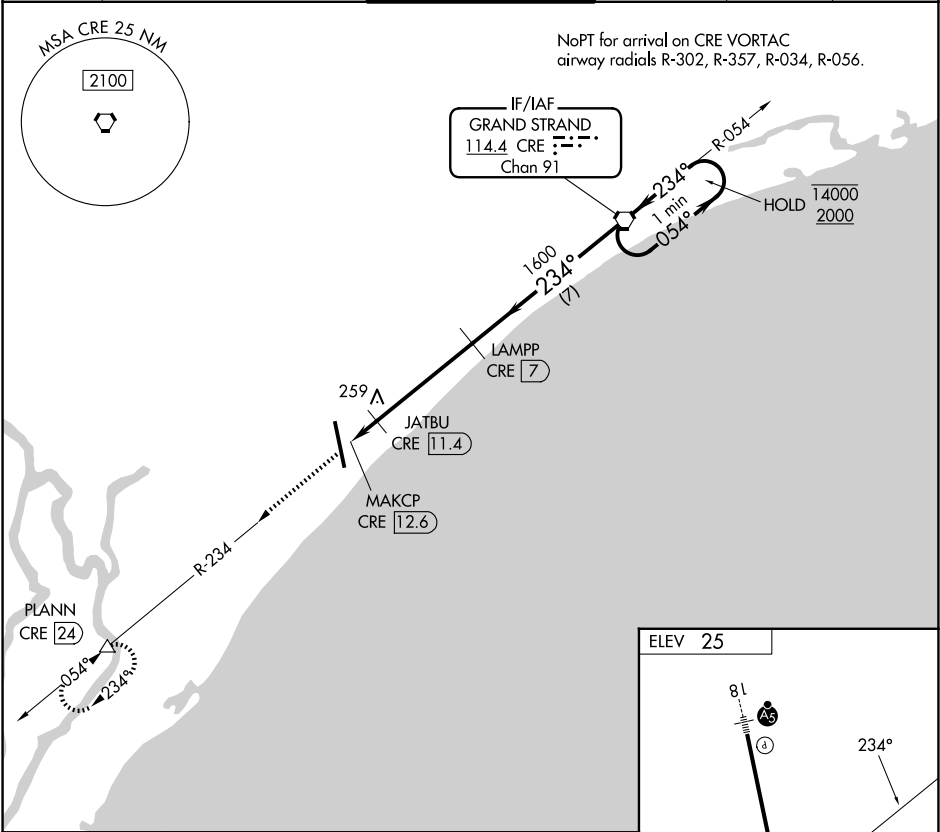 MSA CRE 25 NM
2100
NoPT for arrival on CRE VORTAC
airway radials R-302, R-357, R-034, R-056.
IF/IAF
GRAND STRAND
114.4 CRE
Chan 91
R-054
234°
1 min
054°
HOLD
14000
2000
1600
234°
(7)
LAMPP
CRE 7
259
JATBU
CRE 11.4
MAKCP
CRE 12.6
R-234
PLANN
CRE 24
054°
234°
ELEV 25
18
A5
234°